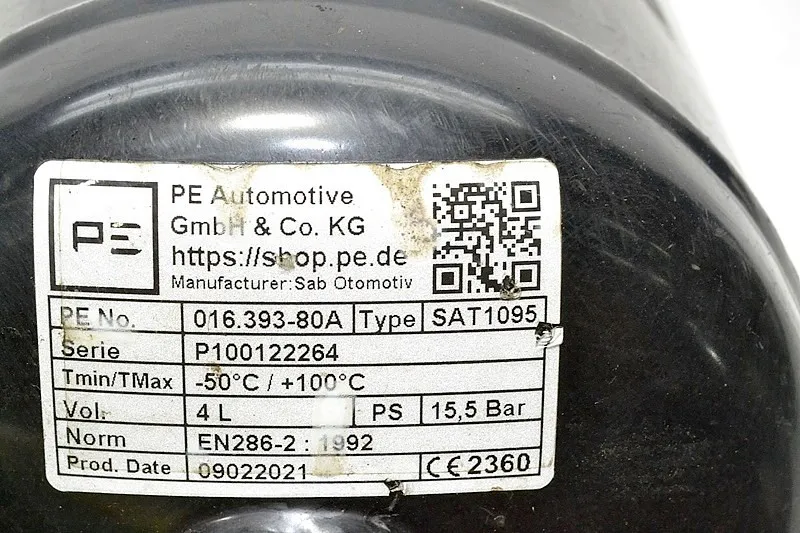 PE
PE Automotive
GmbH & Co. KG
https://shop.pe.de
Manufacturer:Sab Otomotiv
PE No. 016.393-80A Type SAT1095
Serie P100122264
Tmin/TMax -50°C / +100°C
Vol. 4 L PS 15,5 Bar
Norm EN286-2 : 1992
Prod. Date 09022021 CE 2360